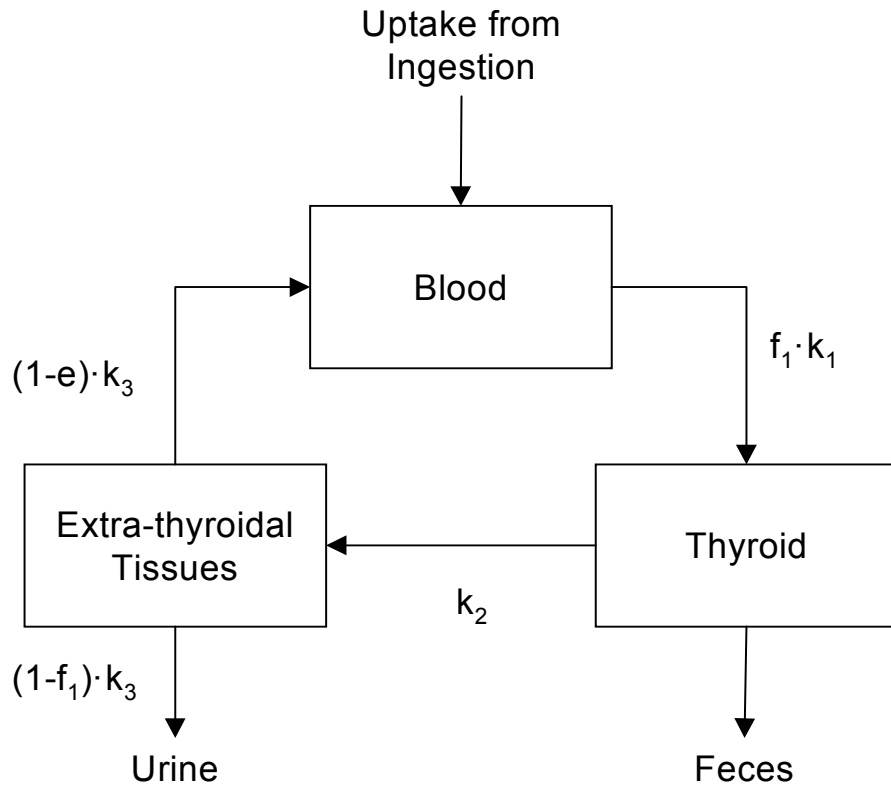 Uptake from
Ingestion
Blood
(1-e)·k₃
f₁·k₁
Extra-thyroidal
Tissues
Thyroid
k₂
(1-f₁)·k₃
Urine
Feces